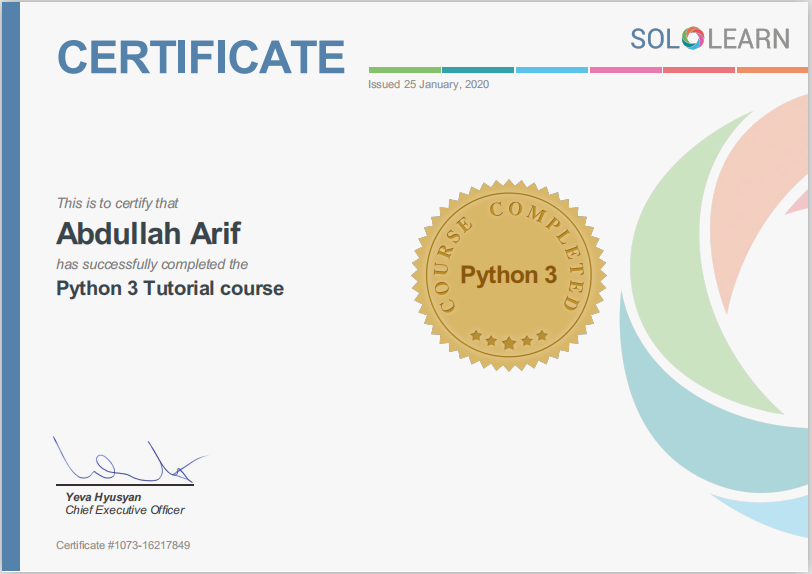 CERTIFICATE
SOLOLEARN
Issued 25 January, 2020
This is to certify that
Abdullah Arif
has successfully completed the
Python 3 Tutorial course
COURSE COMPLETED
Python 3
Yeva Hyusyan
Chief Executive Officer
Certificate #1073-16217849